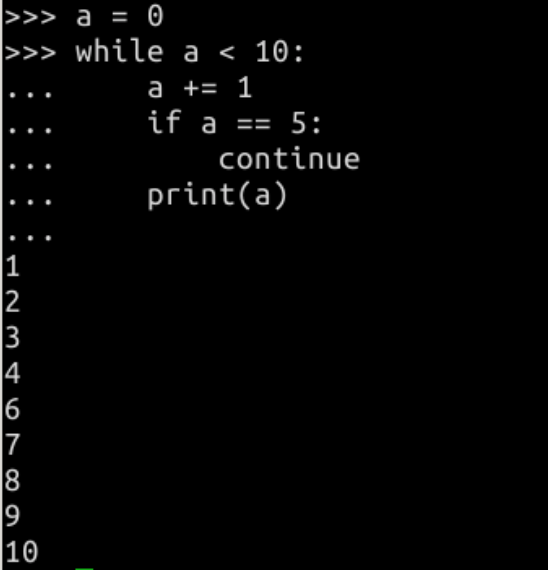 >>> a = 0
>>> while a < 10:
...     a += 1
...     if a == 5:
...         continue
...     print(a)
...
1
2
3
4
6
7
8
9
10